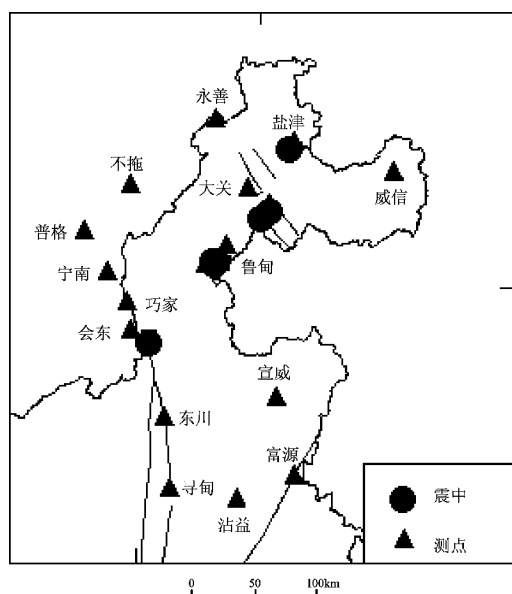 永善
盐津
不拖
大关
威信
普格
宁南
鲁甸
巧家
会东
宣威
东川
富源
寻甸
沾益
震中
测点
0 50 100km